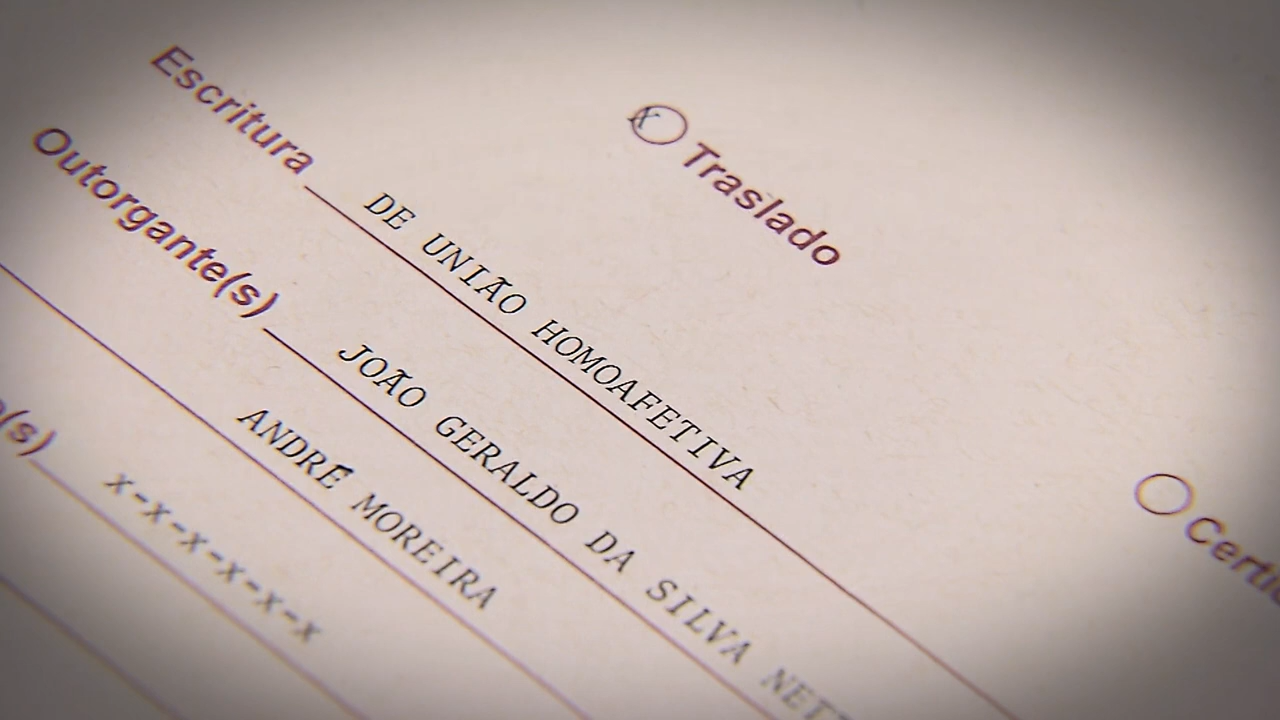 X Traslado
Escritura DE UNIÃO HOMOAFETIVA
Outorgante(s) JOÃO GERALDO DA SILVA
ANDRÉ MOREIRA
x-x-x-x-x-x